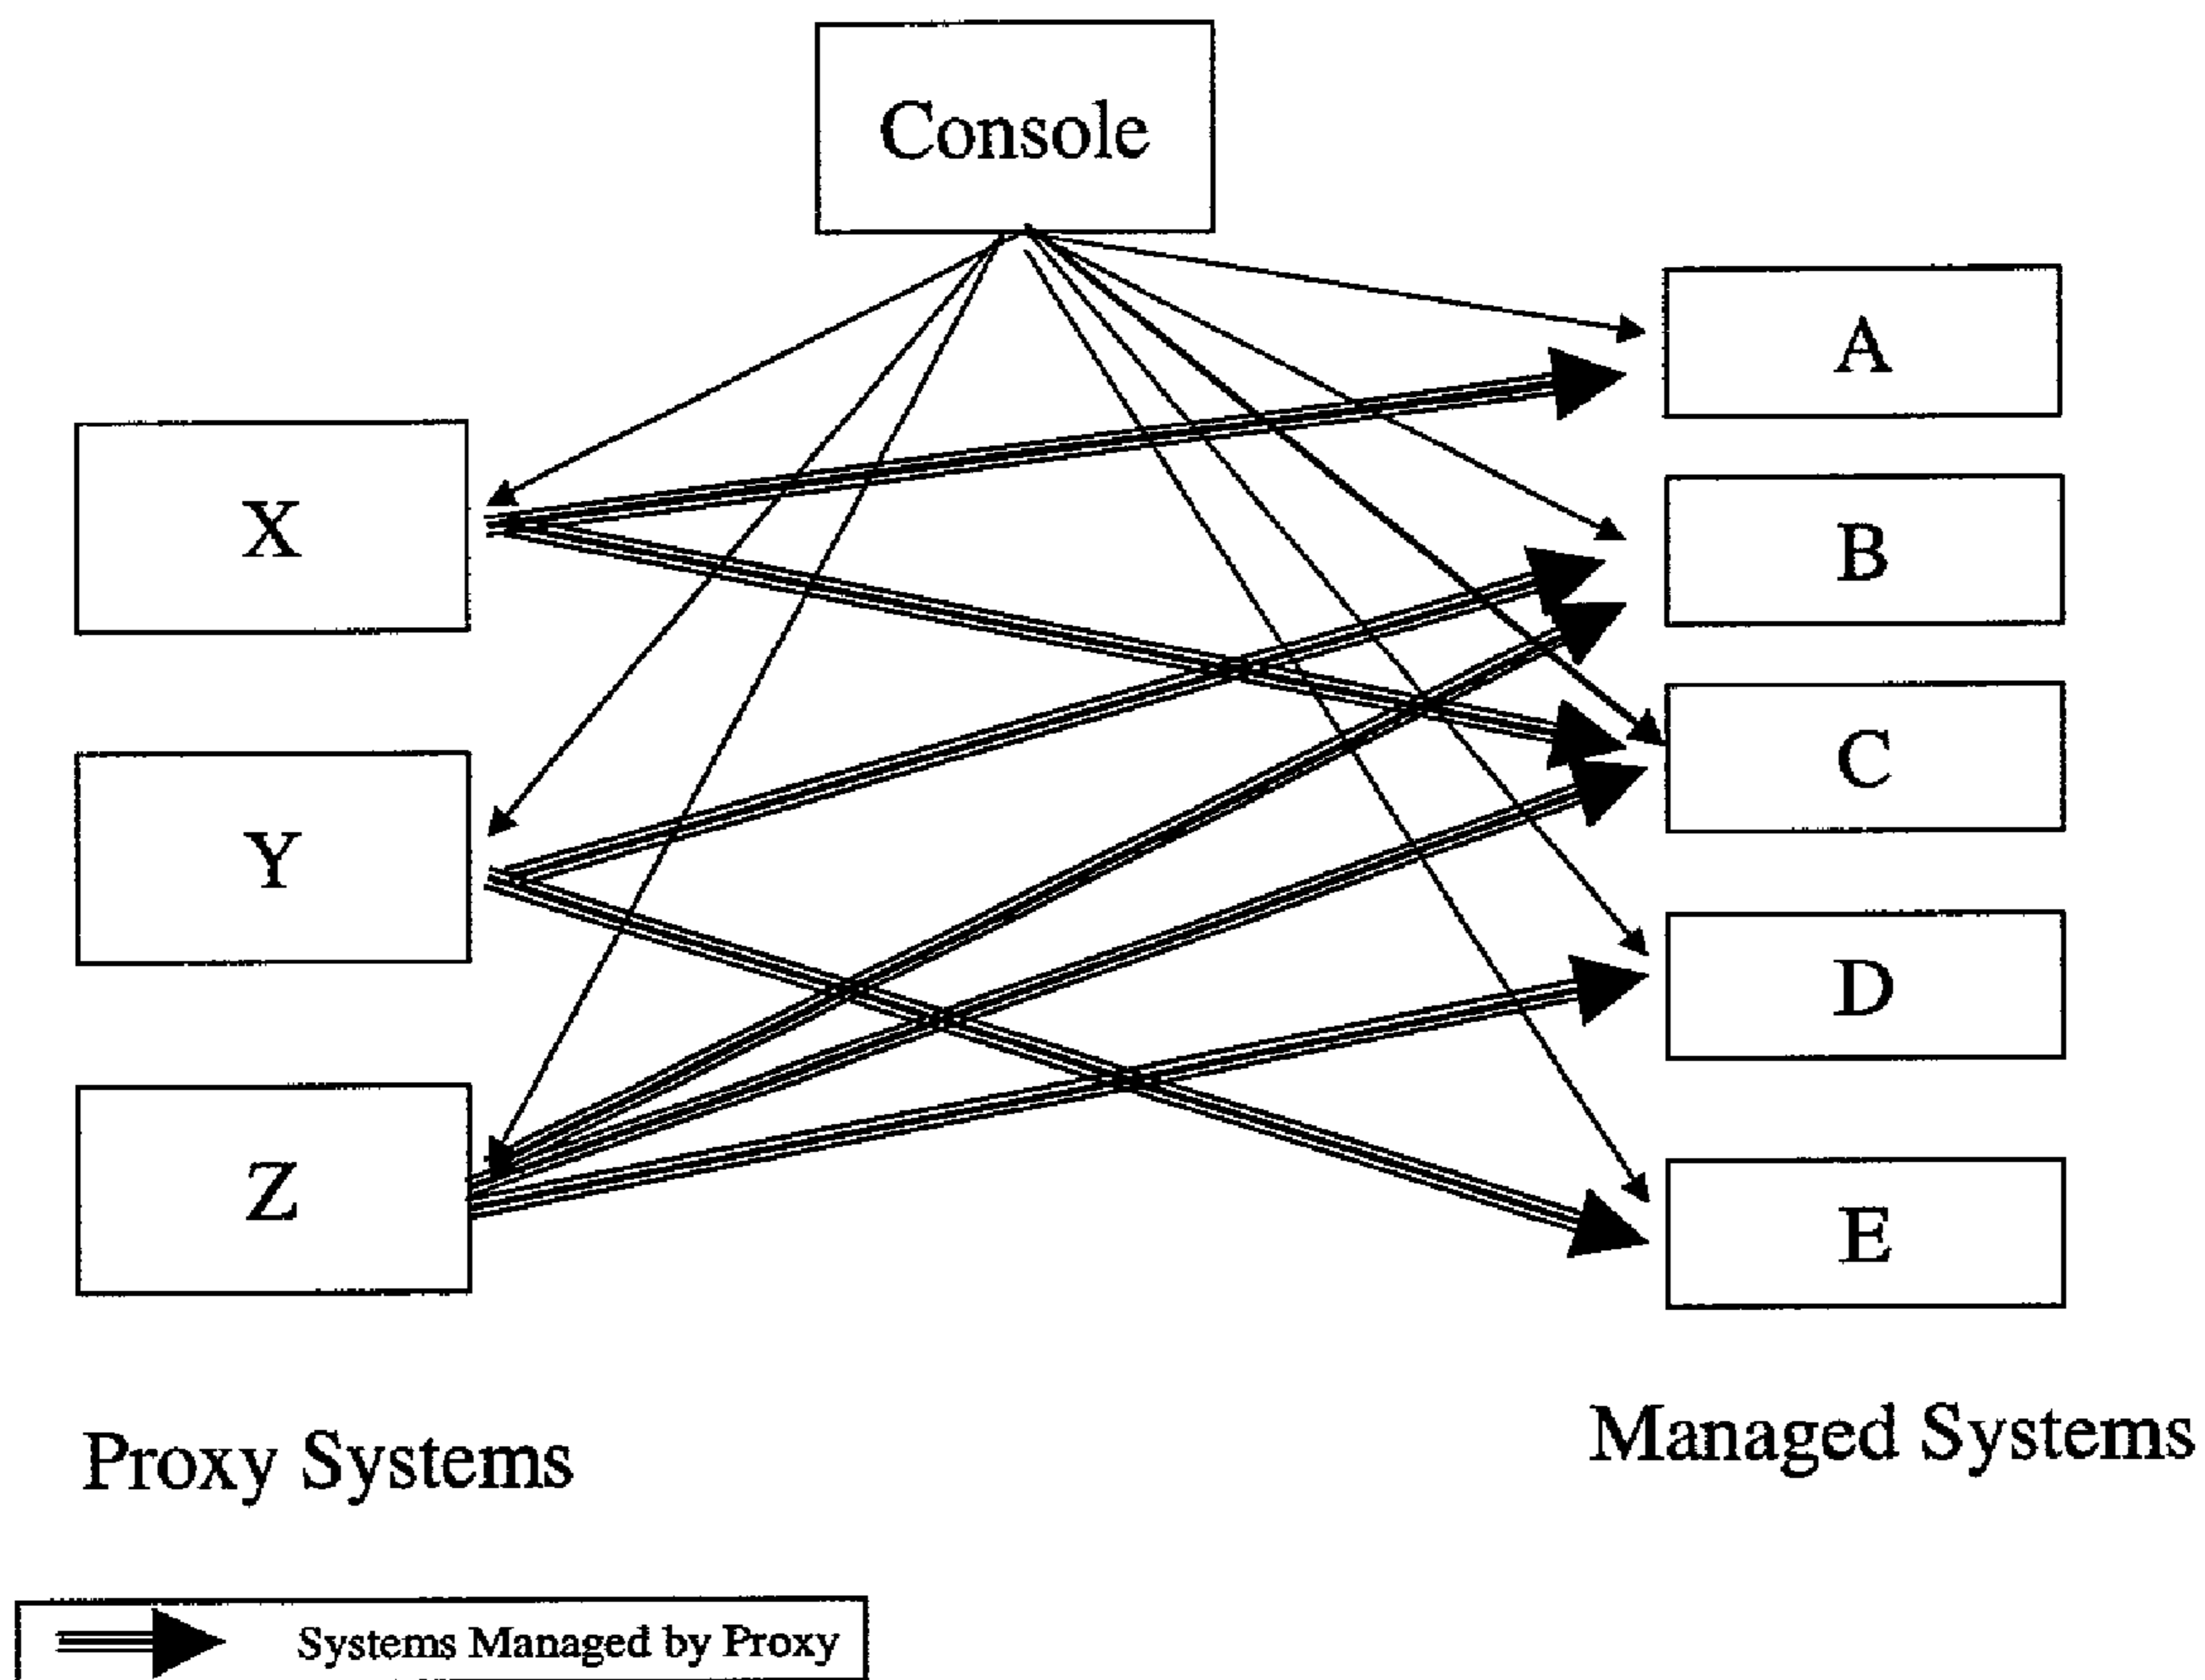 Console
A
X
B
C
Y
D
Z
E
Proxy Systems
Managed Systems
Systems Managed by Proxy